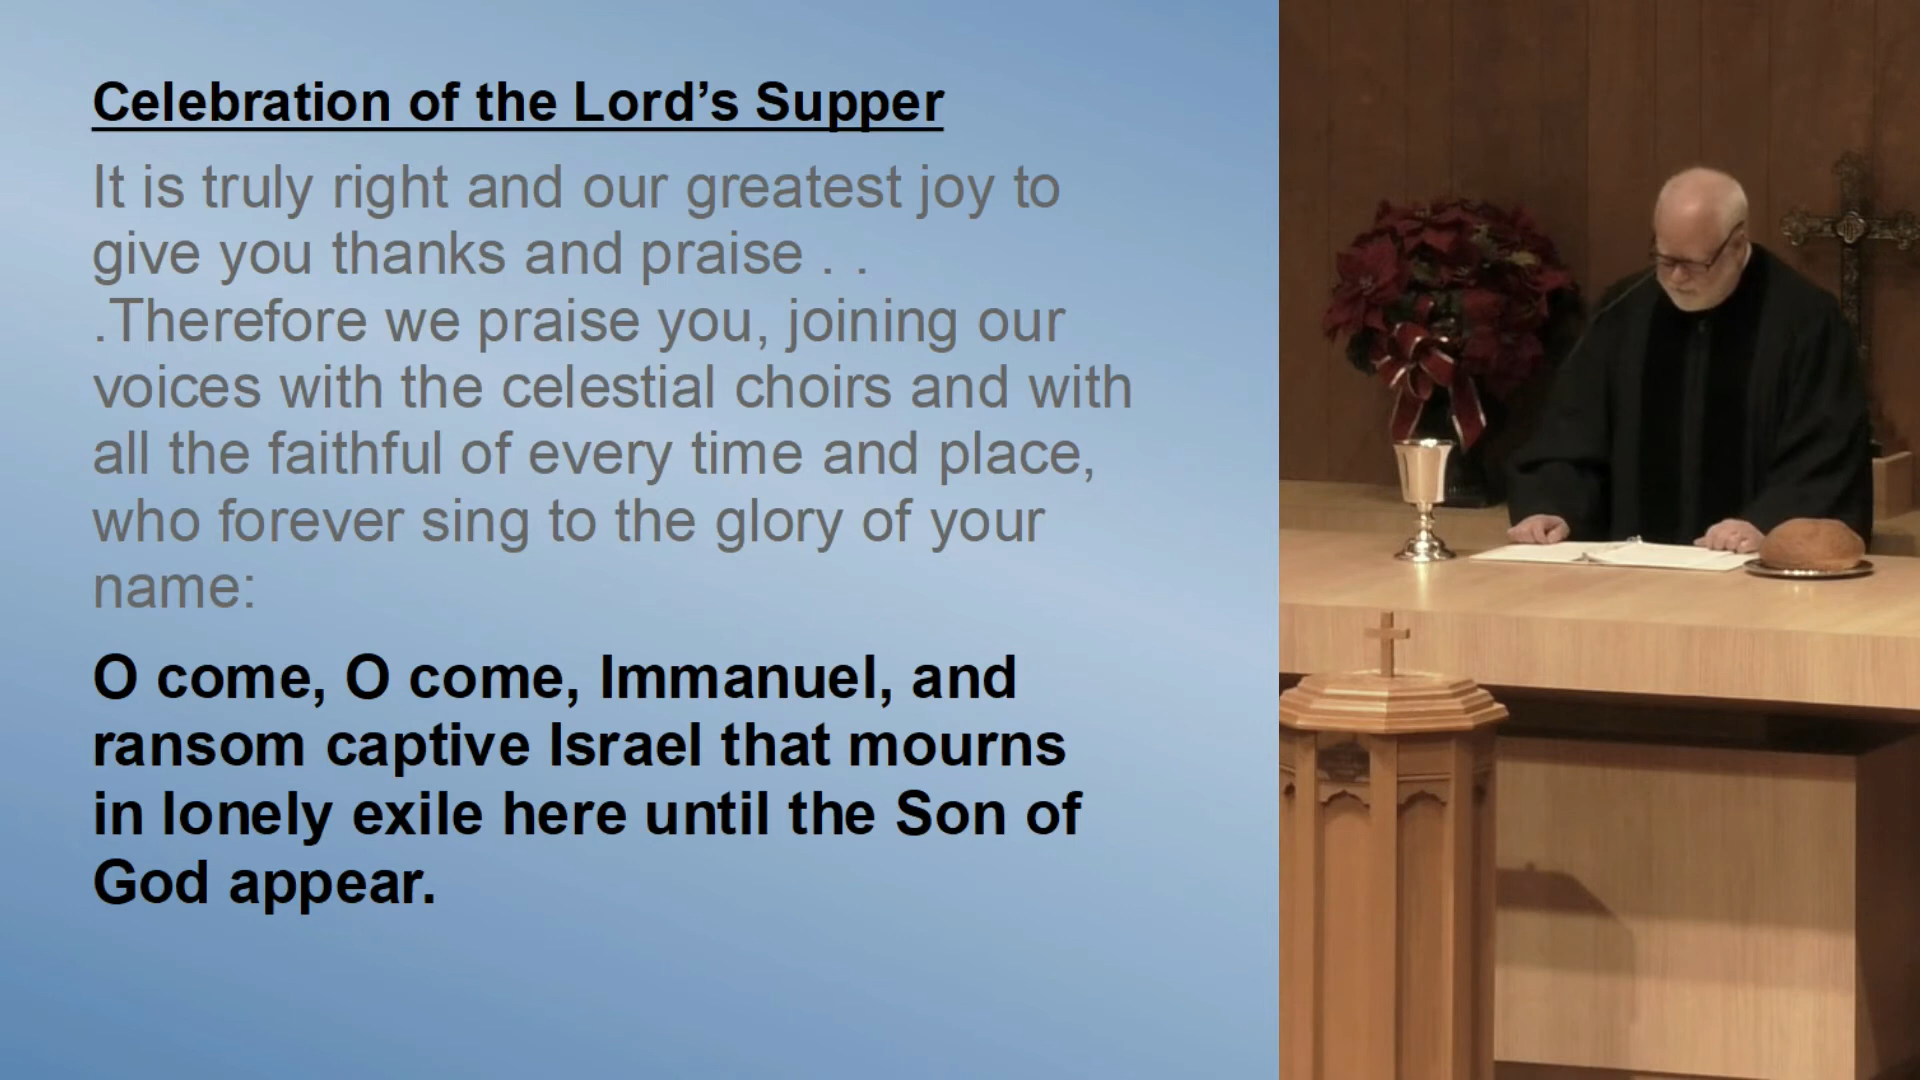 Celebration of the Lord’s Supper
It is truly right and our greatest joy to
give you thanks and praise . .
.Therefore we praise you, joining our
voices with the celestial choirs and with
all the faithful of every time and place,
who forever sing to the glory of your
name:
O come, O come, Immanuel, and
ransom captive Israel that mourns
in lonely exile here until the Son of
God appear.